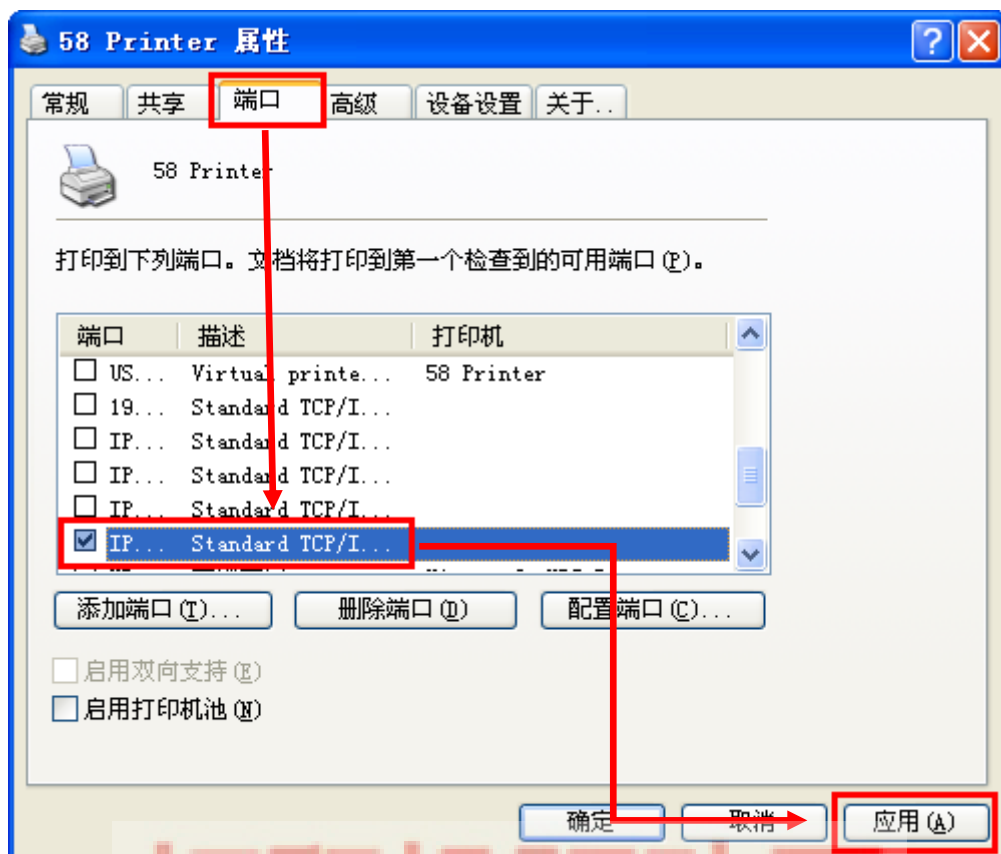 58 Printer 属性
常规 共享 端口 高级 设备设置 关于..
58 Printer
打印到下列端口。文档将打印到第一个检查到的可用端口(P)。
端口 描述 打印机
US... Virtual printe... 58 Printer
19... Standard TCP/I...
IP... Standard TCP/I...
IP... Standard TCP/I...
IP... Standard TCP/I...
IP... Standard TCP/I...
添加端口(T)... 删除端口(D) 配置端口(C)...
启用双向支持(E)
启用打印机池(N)
确定 取消 应用(A)